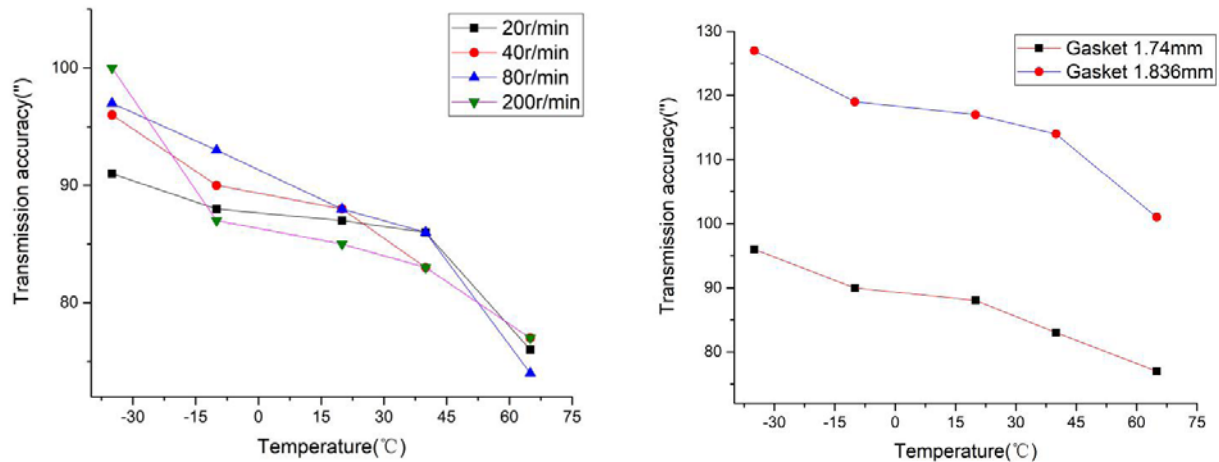 20r/min
40r/min
80r/min
200r/min
100
90
80
Transmission accuracy('')
-30 -15 0 15 30 45 60 75
Temperature(℃)
Gasket 1.74mm
Gasket 1.836mm
130
120
110
100
90
80
Transmission accuracy('')
-30 -15 0 15 30 45 60 75
Temperature(℃)